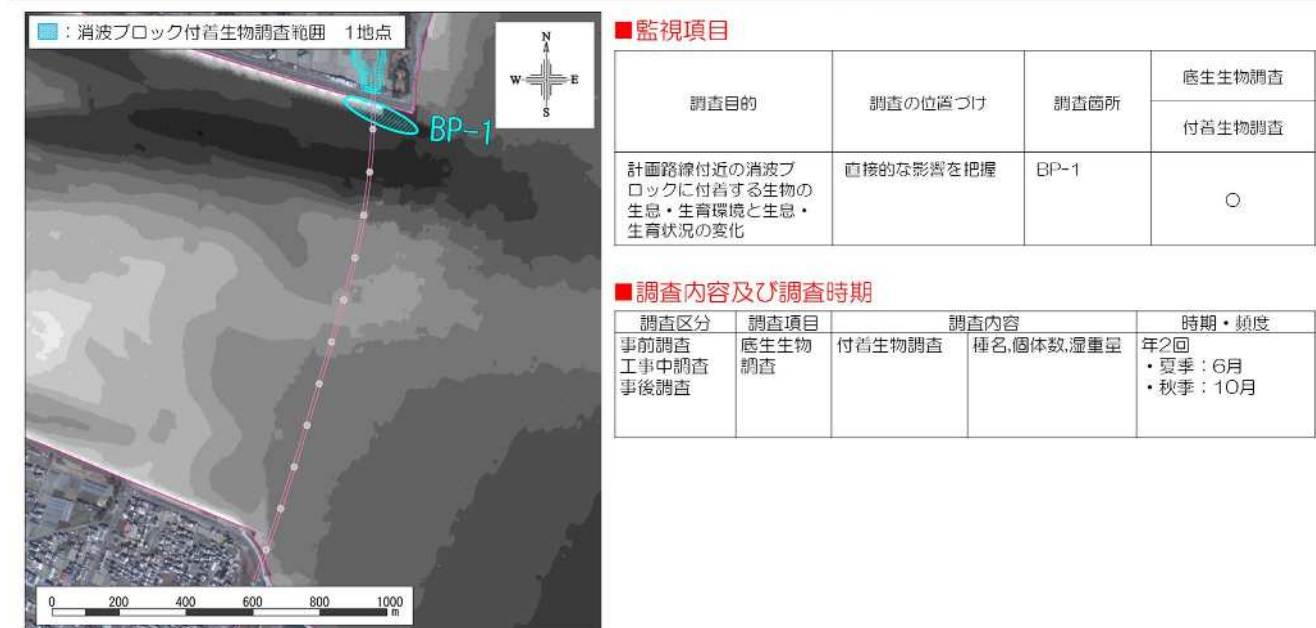 ：消波ブロック付着生物調査範囲　1地点
N
W
E
S
BP-1
0 200 400 600 800 1000
m
■監視項目
調査目的 調査の位置づけ 調査箇所 底生生物調査
付着生物調査
計画路線付近の消波ブ
ロックに付着する生物の
生息・生育環境と生息・
生育状況の変化
直接的な影響を把握
BP-1
○
■調査内容及び調査時期
調査区分 調査項目 調査内容 時期・頻度
事前調査
工事中調査
事後調査
底生生物
調査
付着生物調査
種名,個体数,湿重量
年2回
・夏季：6月
・秋季：10月